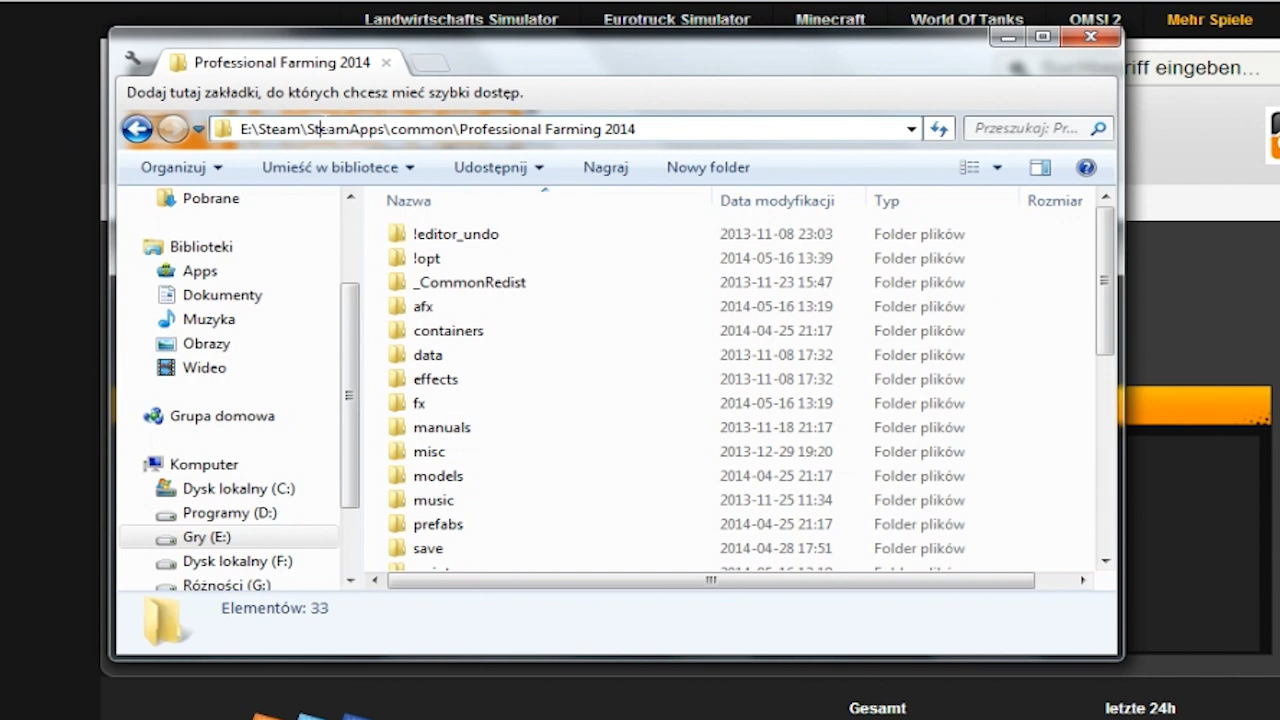 Landwirtschafts Simulator Eurotruck Simulator Minecraft World Of Tanks OMSI 2 Mehr Spiele
Professional Farming 2014
Dodaj tutaj zakładki, do których chcesz mieć szybki dostęp.
riff eingeben...
E:\Steam\SteamApps\common\Professional Farming 2014
Przeszukaj: Pr...
Organizuj Umieść w bibliotece Udostępnij Nagraj Nowy folder
Pobrane
Biblioteki
Apps
Dokumenty
Muzyka
Obrazy
Wideo
Grupa domowa
Komputer
Dysk lokalny (C:)
Programy (D:)
Gry (E:)
Dysk lokalny (F:)
Różności (G:)
Nazwa Data modyfikacji Typ Rozmiar
!editor_undo 2013-11-08 23:03 Folder plików
!opt 2014-05-16 13:39 Folder plików
_CommonRedist 2013-11-23 15:47 Folder plików
afx 2014-05-16 13:19 Folder plików
containers 2014-04-25 21:17 Folder plików
data 2013-11-08 17:32 Folder plików
effects 2013-11-08 17:32 Folder plików
fx 2014-05-16 13:19 Folder plików
manuals 2013-11-18 21:17 Folder plików
misc 2013-12-29 19:20 Folder plików
models 2014-04-25 21:17 Folder plików
music 2013-11-25 11:34 Folder plików
prefabs 2014-04-25 21:17 Folder plików
save 2014-04-28 17:51 Folder plików
Elementów: 33
Gesamt letzte 24h